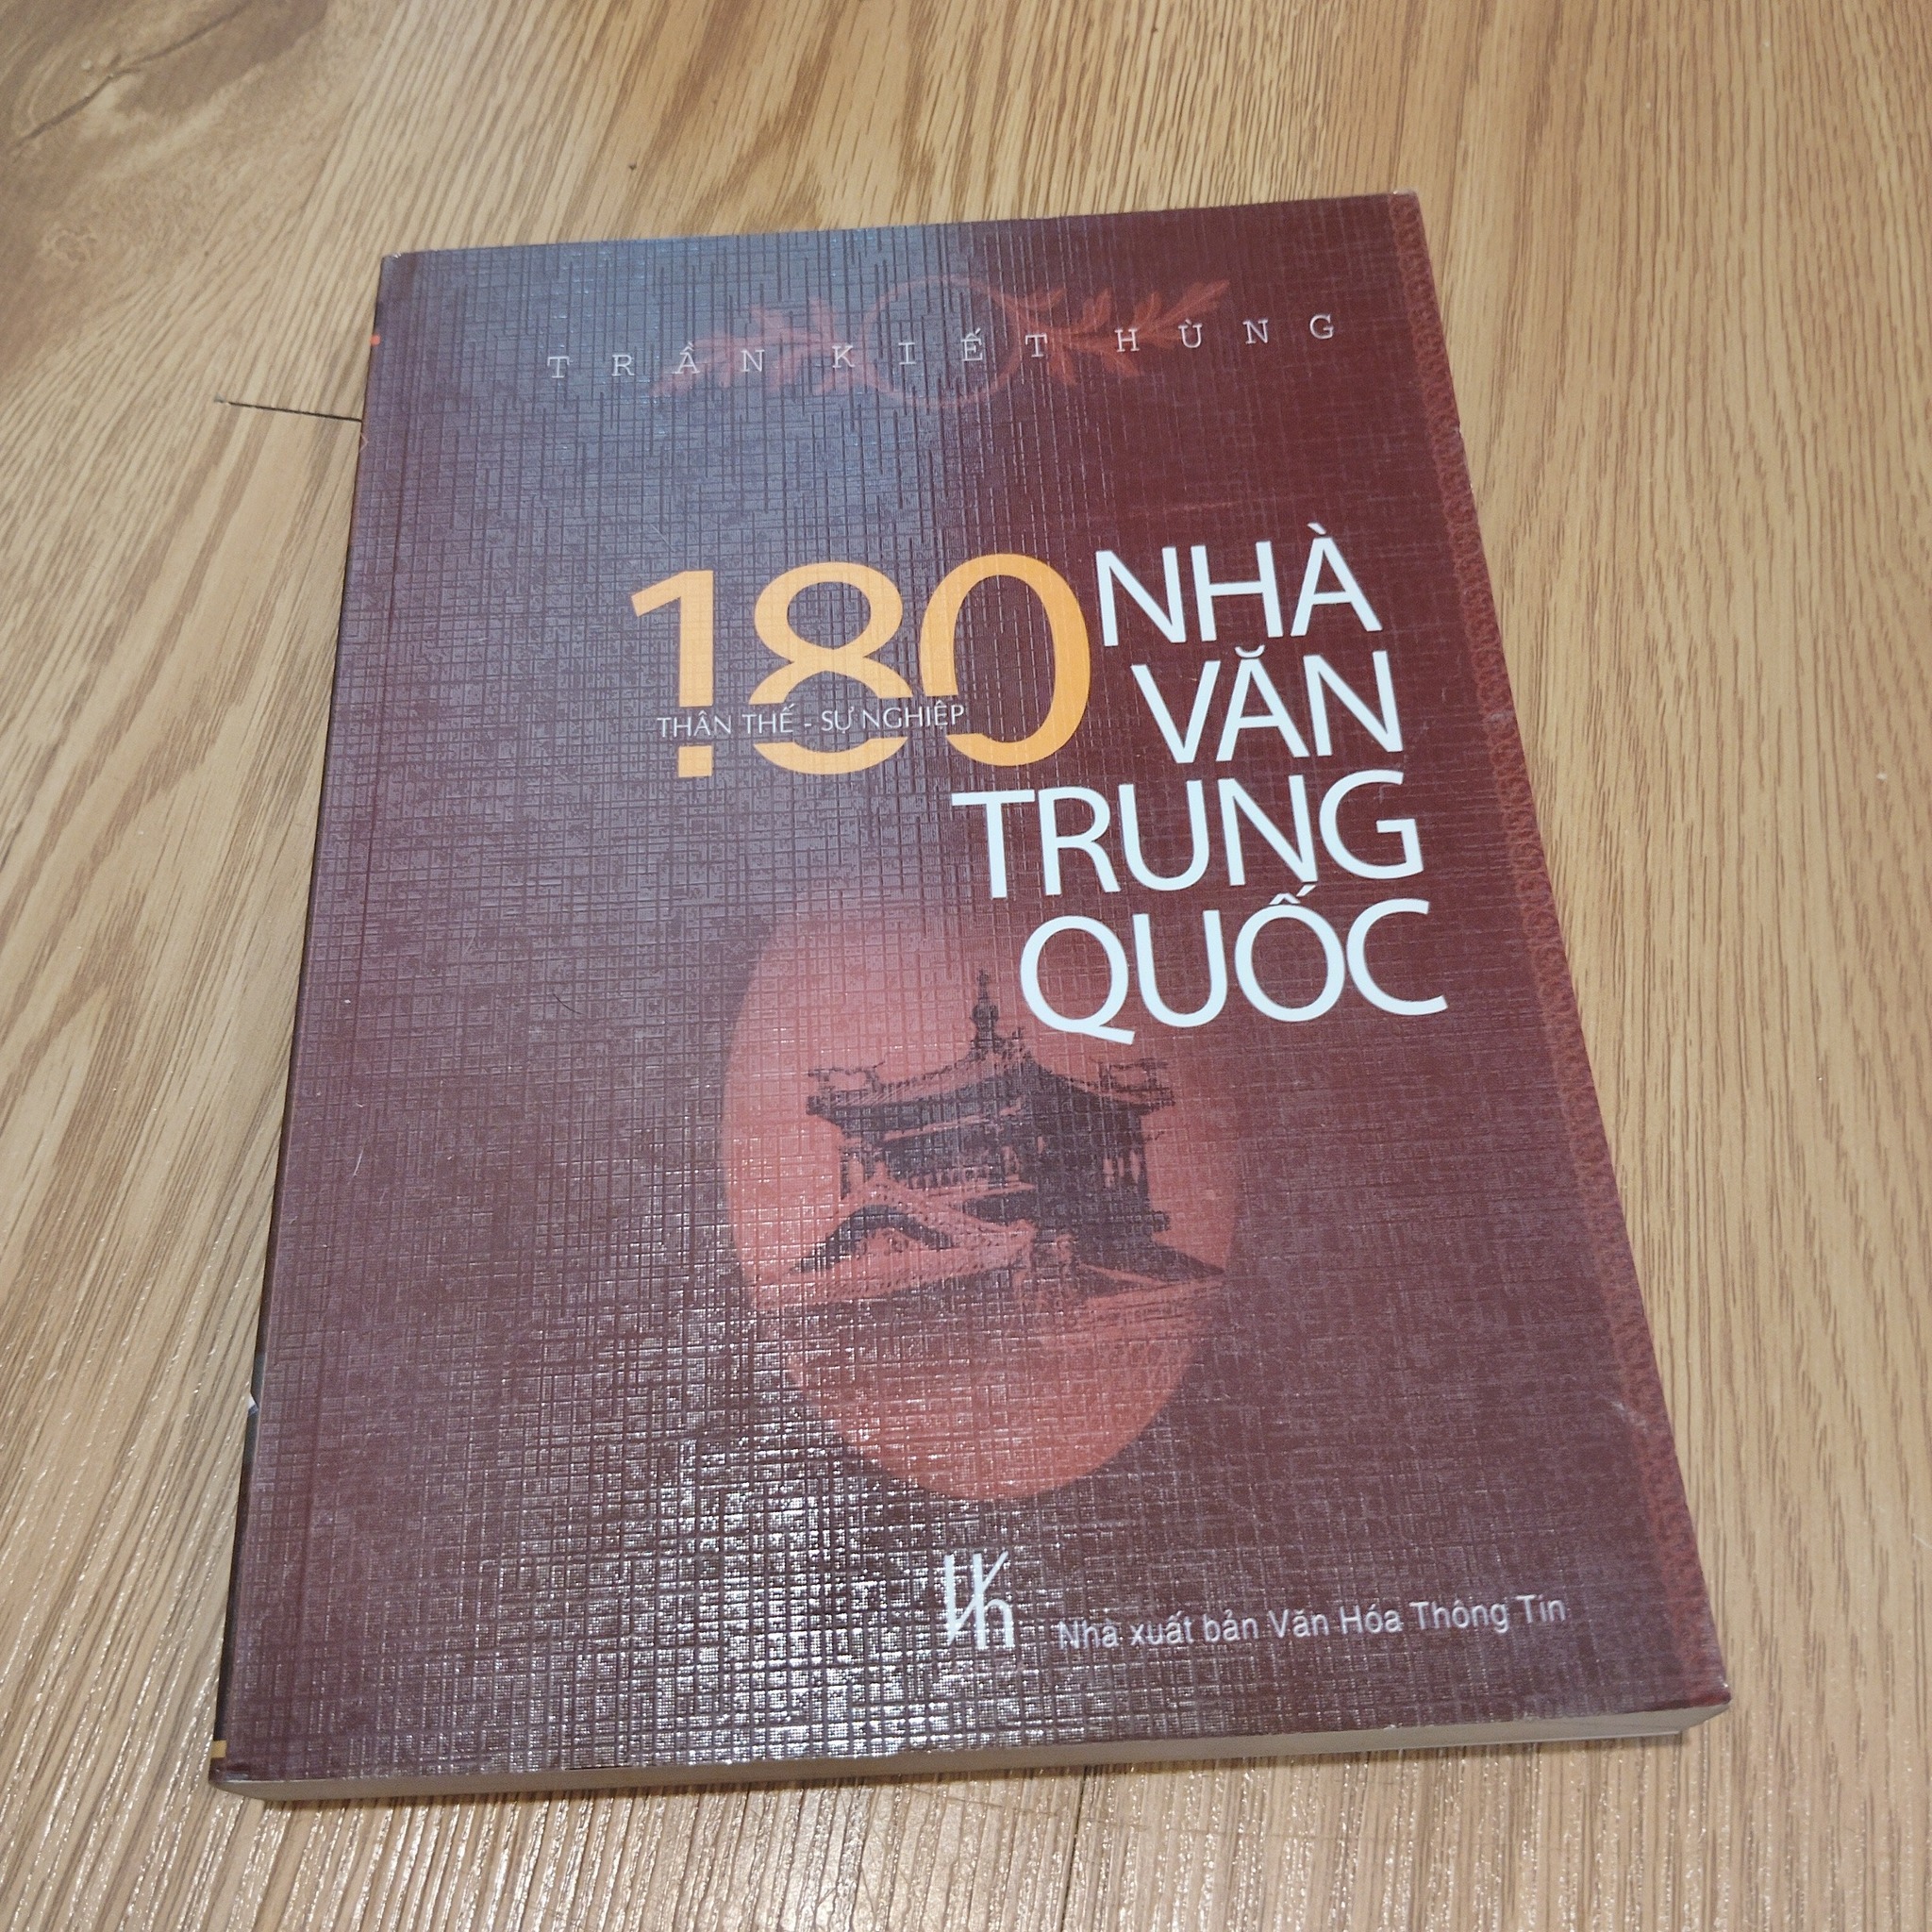 TRẦN KIẾT HÙNG
180 NHÀ
VĂN
THÂN THẾ - SỰ NGHIỆP
TRUNG
QUỐC
Nhà xuất bản Văn Hóa Thông Tin